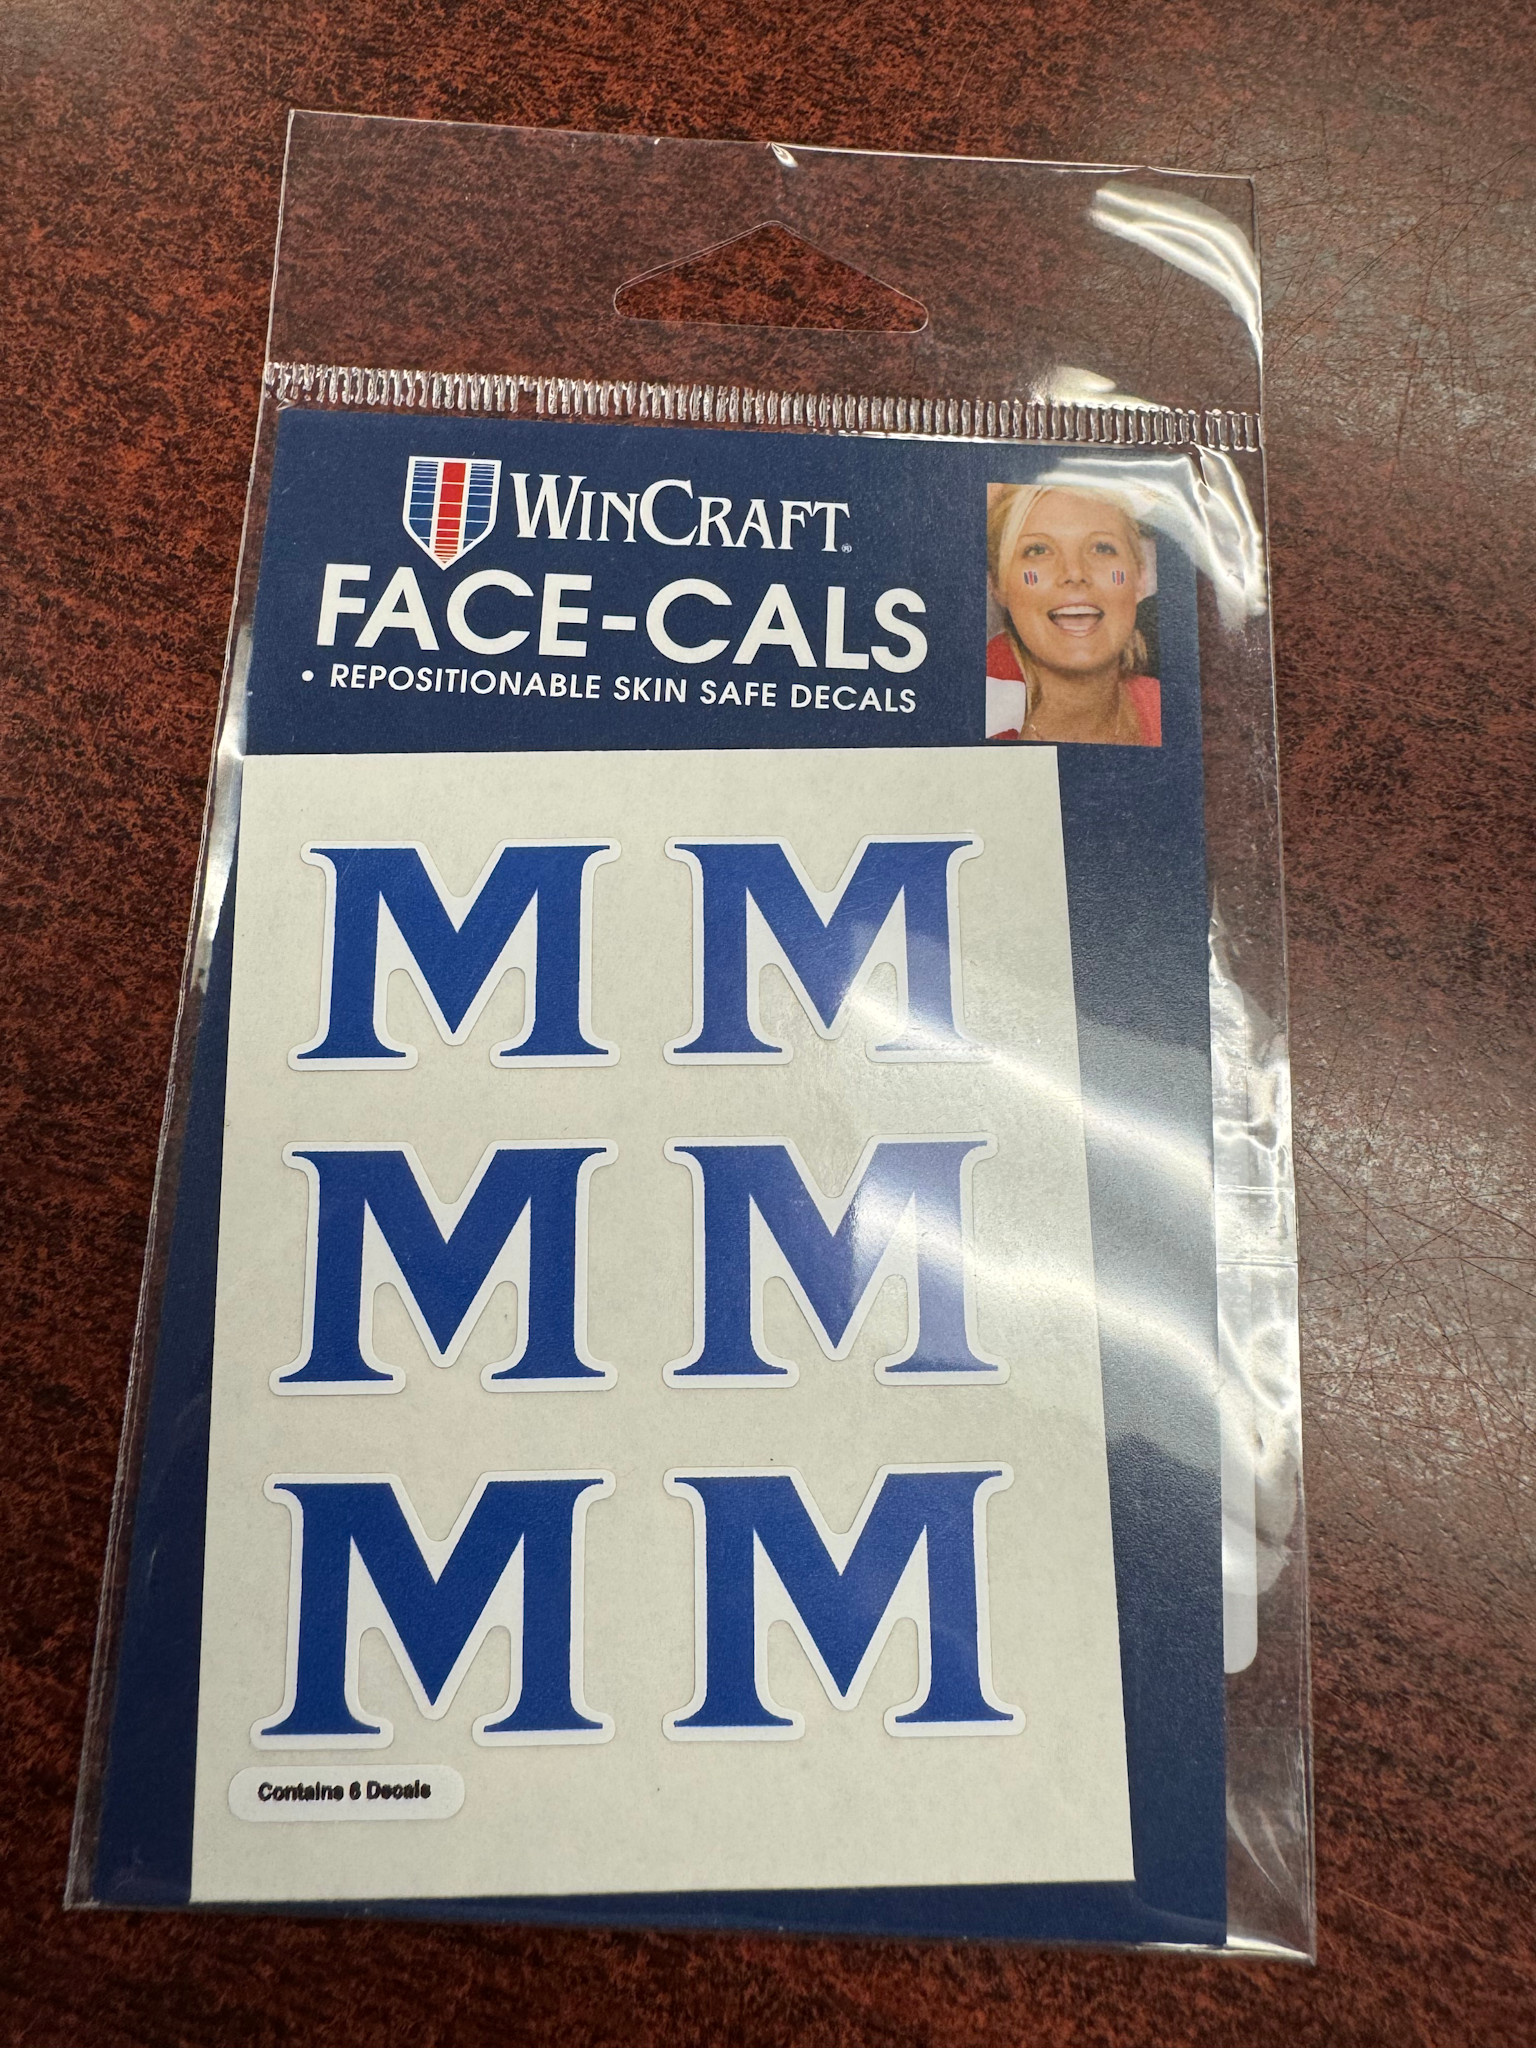 WINCRAFT®
FACE-CALS
• REPOSITIONABLE SKIN SAFE DECALS
M M
M M
M M
Contains 6 Decals